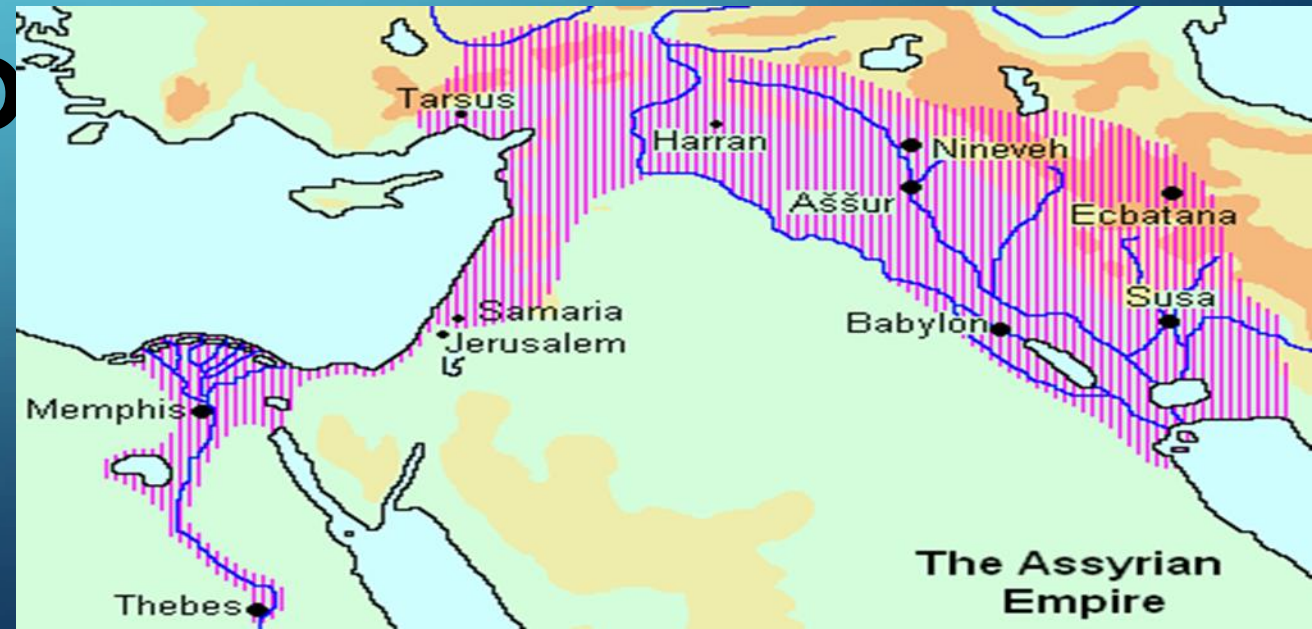 Tarsus
Harran
Nineveh
Aššur
Ecbatana
Samaria
Jerusalem
Babylon
Susa
Memphis
Thebes
The Assyrian
Empire